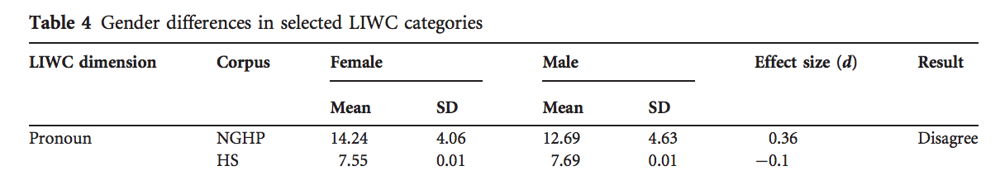 Table 4 Gender differences in selected LIWC categories
LIWC dimension Corpus Female Male Effect size (d) Result
Mean SD Mean SD
Pronoun NGHP 14.24 4.06 12.69 4.63 0.36 Disagree
HS 7.55 0.01 7.69 0.01 −0.1